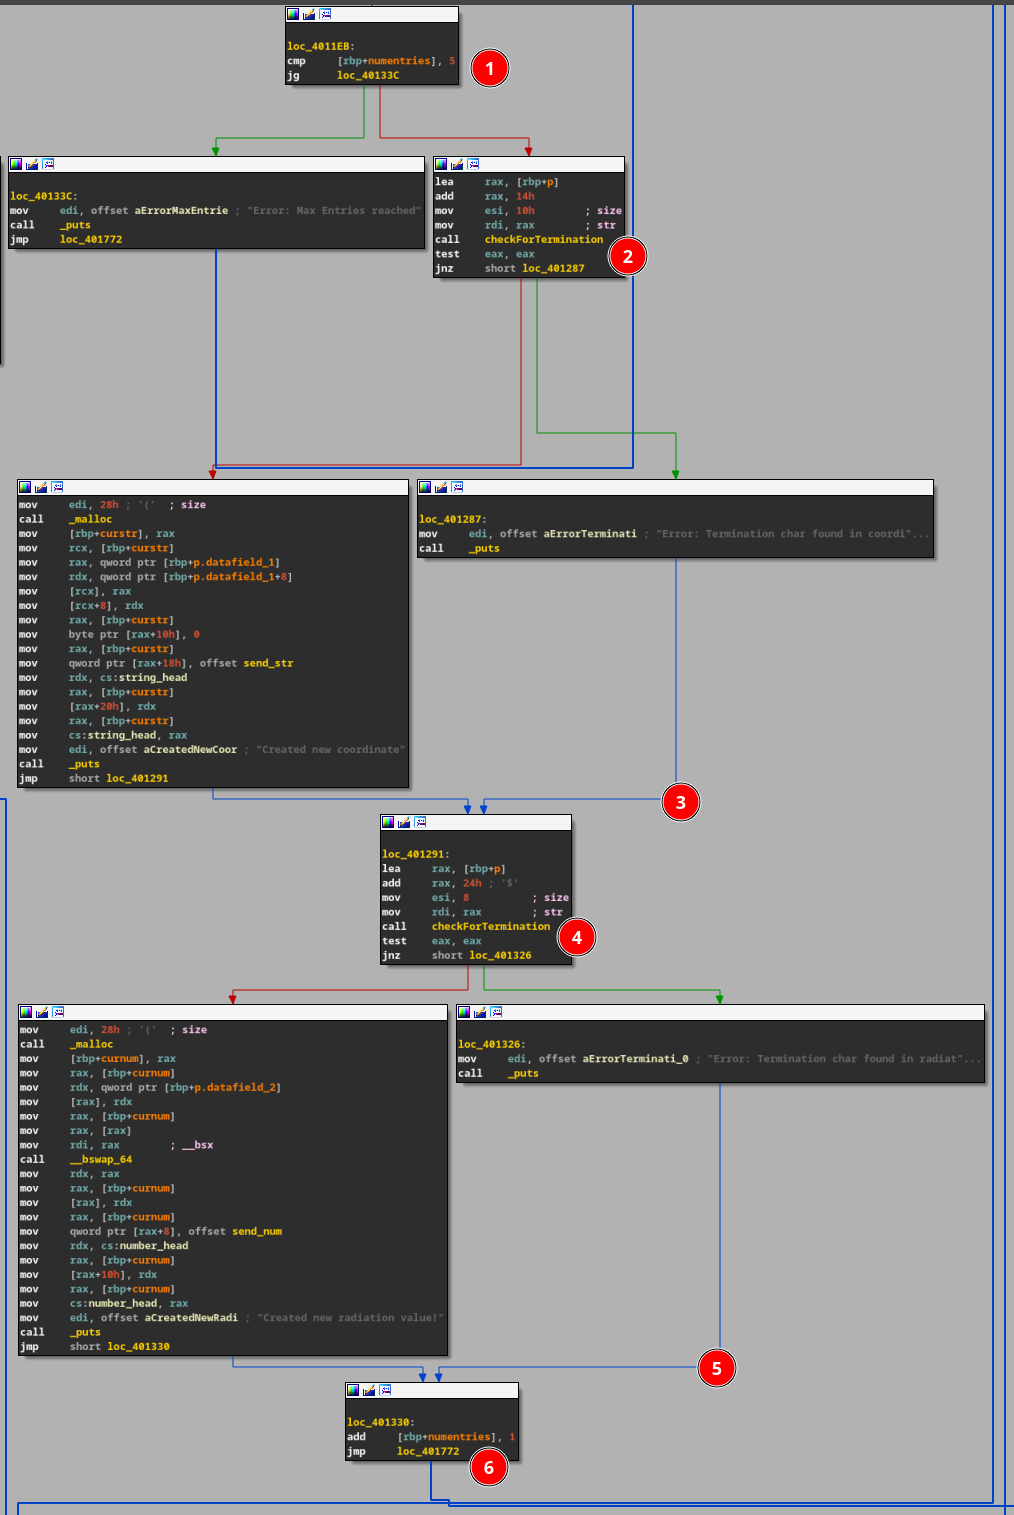 loc_4011EB:
cmp [rbp+numentries], 5
jg loc_40133C
1
loc_40133C:
mov edi, offset aErrorMaxEntrie ; "Error: Max Entries reached"
call _puts
jmp loc_401772
lea rax, [rbp+p]
add rax, 14h
mov esi, 10h ; size
mov rdi, rax ; str
call checkForTermination
test eax, eax
jnz short loc_401287
2
mov edi, 28h ; '(' ; size
call _malloc
mov [rbp+curstr], rax
mov rcx, [rbp+curstr]
mov rax, qword ptr [rbp+p.datafield_1]
mov rdx, qword ptr [rbp+p.datafield_1+8]
mov [rcx], rax
mov [rcx+8], rdx
mov rax, [rbp+curstr]
mov byte ptr [rax+10h], 0
mov rax, [rbp+curstr]
mov qword ptr [rax+18h], offset send_str
mov rdx, cs:string_head
mov rax, [rbp+curstr]
mov [rax+20h], rdx
mov rax, [rbp+curstr]
mov cs:string_head, rax
mov edi, offset aCreatedNewCoor ; "Created new coordinate"
call _puts
jmp short loc_401291
loc_401287:
mov edi, offset aErrorTerminati ; "Error: Termination char found in coordi"...
call _puts
3
loc_401291:
lea rax, [rbp+p]
add rax, 24h ; '$'
mov esi, 8 ; size
mov rdi, rax ; str
call checkForTermination
test eax, eax
jnz short loc_401326
4
mov edi, 28h ; '(' ; size
call _malloc
mov [rbp+curnum], rax
mov rax, [rbp+curnum]
mov rdx, qword ptr [rbp+p.datafield_2]
mov [rax], rdx
mov rax, [rbp+curnum]
mov rax, [rax]
mov rdi, rax ; __bsx
call __bswap_64
mov rdx, rax
mov rax, [rbp+curnum]
mov [rax], rdx
mov rax, [rbp+curnum]
mov qword ptr [rax+8], offset send_num
mov rdx, cs:number_head
mov rax, [rbp+curnum]
mov [rax+10h], rdx
mov rax, [rbp+curnum]
mov cs:number_head, rax
mov edi, offset aCreatedNewRadi ; "Created new radiation value!"
call _puts
jmp short loc_401330
loc_401326:
mov edi, offset aErrorTerminati_0 ; "Error: Termination char found in radiat"...
call _puts
5
loc_401330:
add [rbp+numentries], 1
jmp loc_401772
6